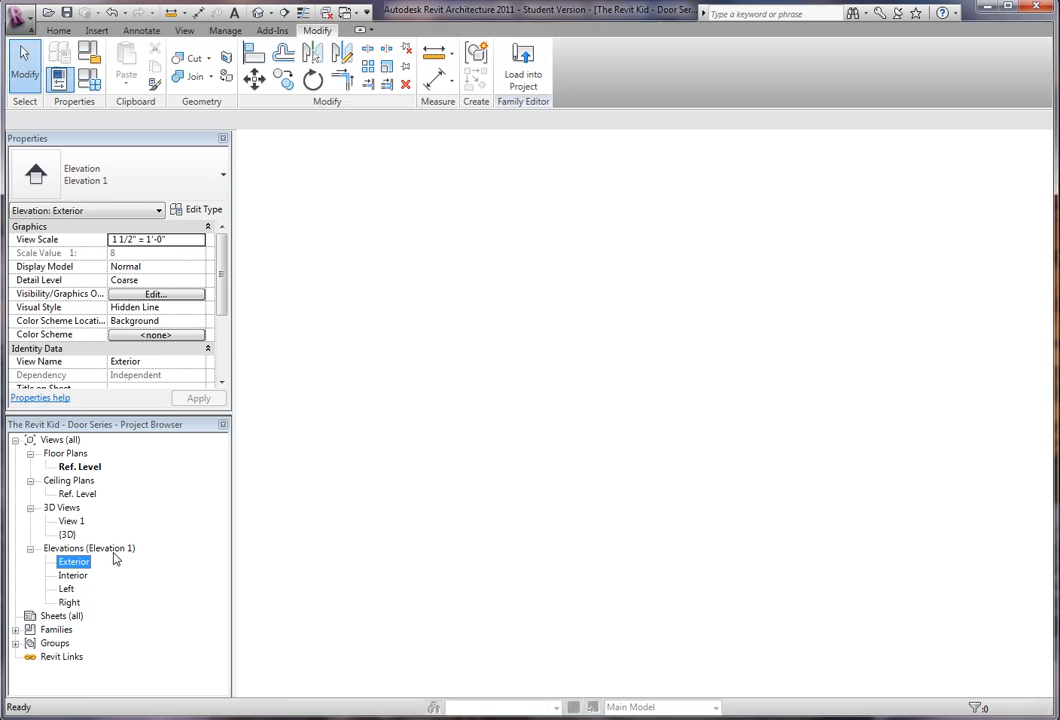 Autodesk Revit Architecture 2011 - Student Version - [The Revit Kid - Door Ser...
Type a keyword or phrase
Home Insert Annotate View Manage Add-Ins Modify
Modify
Paste
Cut
Join
Load into
Project
Select Properties Clipboard Geometry Modify Measure Create Family Editor
Properties
Elevation
Elevation 1
Elevation: Exterior
Edit Type
Graphics
View Scale 1 1/2" = 1'-0"
Scale Value 1: 8
Display Model Normal
Detail Level Coarse
Visibility/Graphics O... Edit...
Visual Style Hidden Line
Color Scheme Locati... Background
Color Scheme <none>
Identity Data
View Name Exterior
Dependency Independent
Title on Sheet
Properties help Apply
The Revit Kid - Door Series - Project Browser
Views (all)
Floor Plans
Ref. Level
Ceiling Plans
Ref. Level
3D Views
View 1
{3D}
Elevations (Elevation 1)
Exterior
Interior
Left
Right
Sheets (all)
Families
Groups
Revit Links
Ready
Main Model
:0